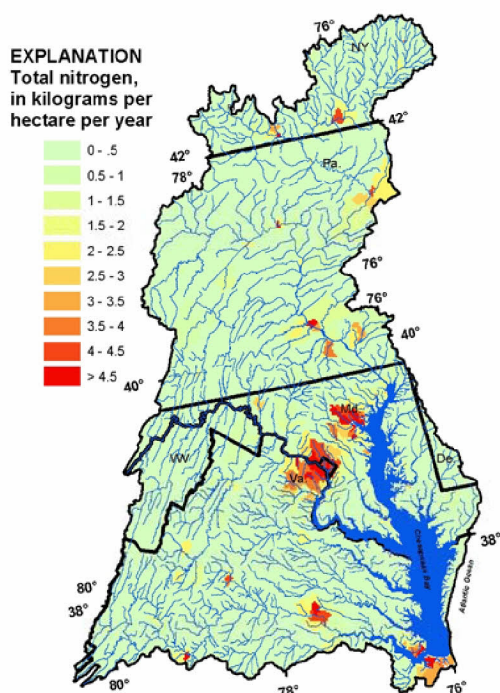 76°
NY
EXPLANATION
Total nitrogen,
in kilograms per
hectare per year
42°
42°
78°
Pa.
0 - .5
0.5 - 1
1 - 1.5
1.5 - 2
2 - 2.5
2.5 - 3
3 - 3.5
3.5 - 4
4 - 4.5
> 4.5
76°
76°
40°
40°
Md.
WV
Va.
De.
38°
Chesapeake Bay
Atlantic Ocean
80°
38°
80°
78°
76°